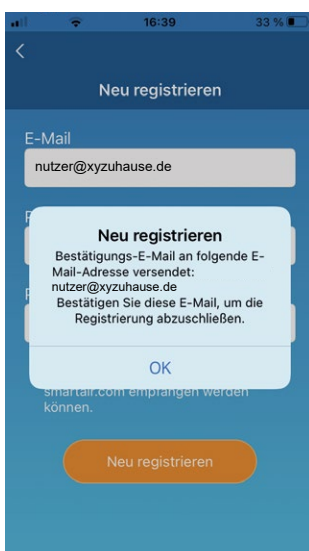 16:39
33 %
Neu registrieren
E-Mail
nutzer@xyzuhause.de
P
Neu registrieren
Bestätigungs-E-Mail an folgende E-
Mail-Adresse versendet:
nutzer@xyzuhause.de
Bestätigen Sie diese E-Mail, um die
Registrierung abzuschließen.
P
OK
smartair.com empfangen werden
können.
Neu registrieren